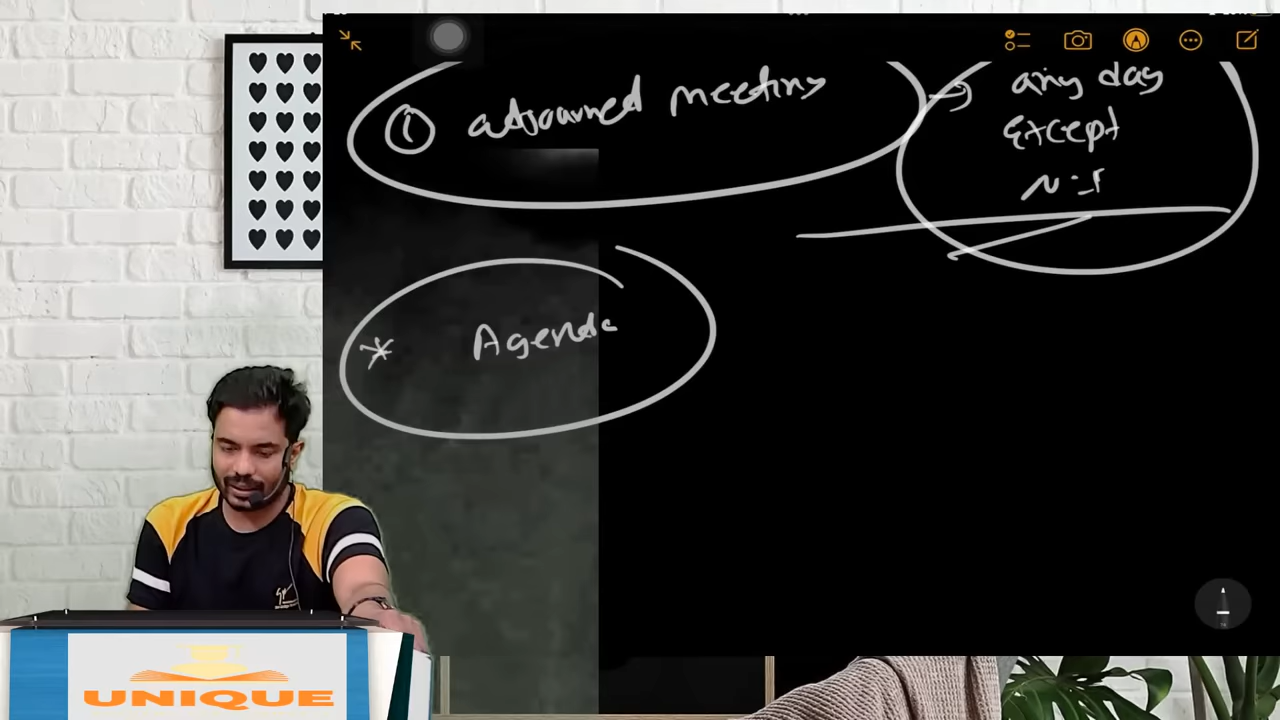 ① adjourned meeting → any day
except
N.H
* Agenda
UNIQUE